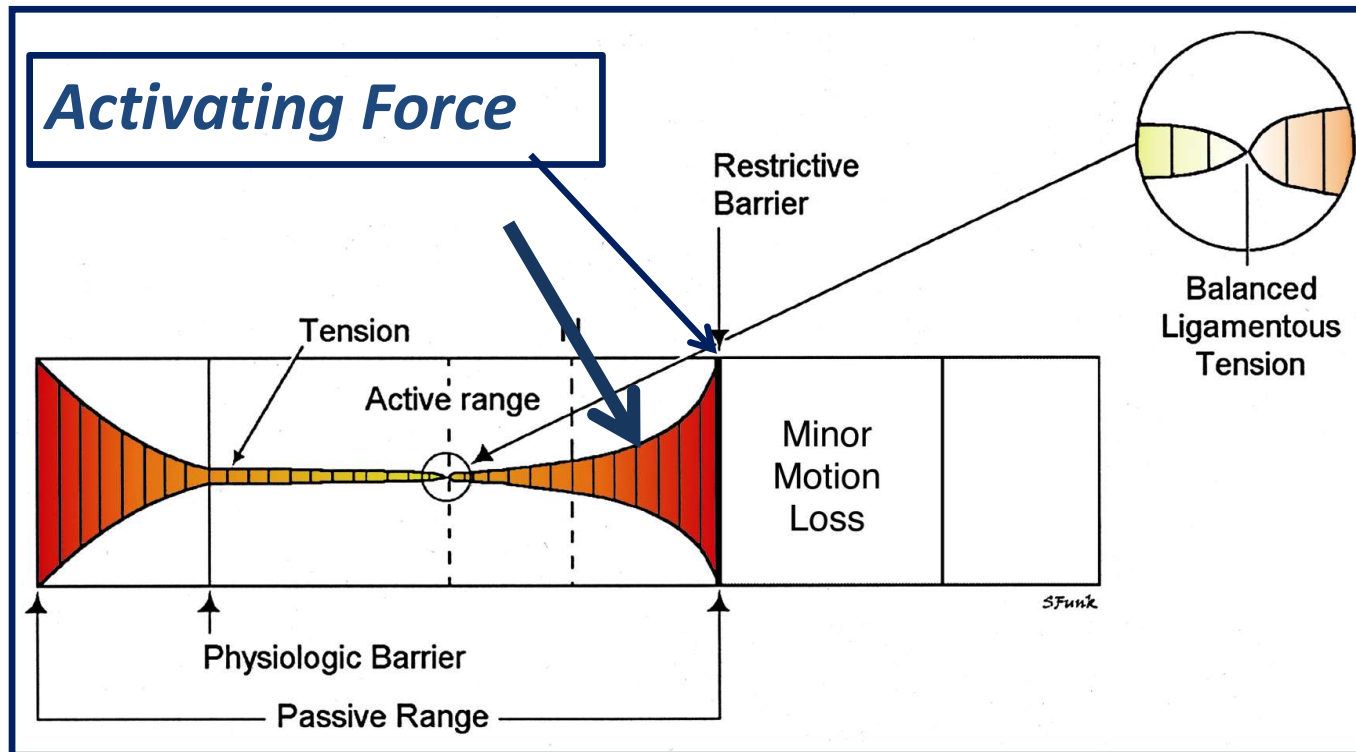 Activating Force
Restrictive
Barrier
Balanced
Ligamentous
Tension
Tension
Active range
Minor
Motion
Loss
SFunk
Physiologic Barrier
Passive Range